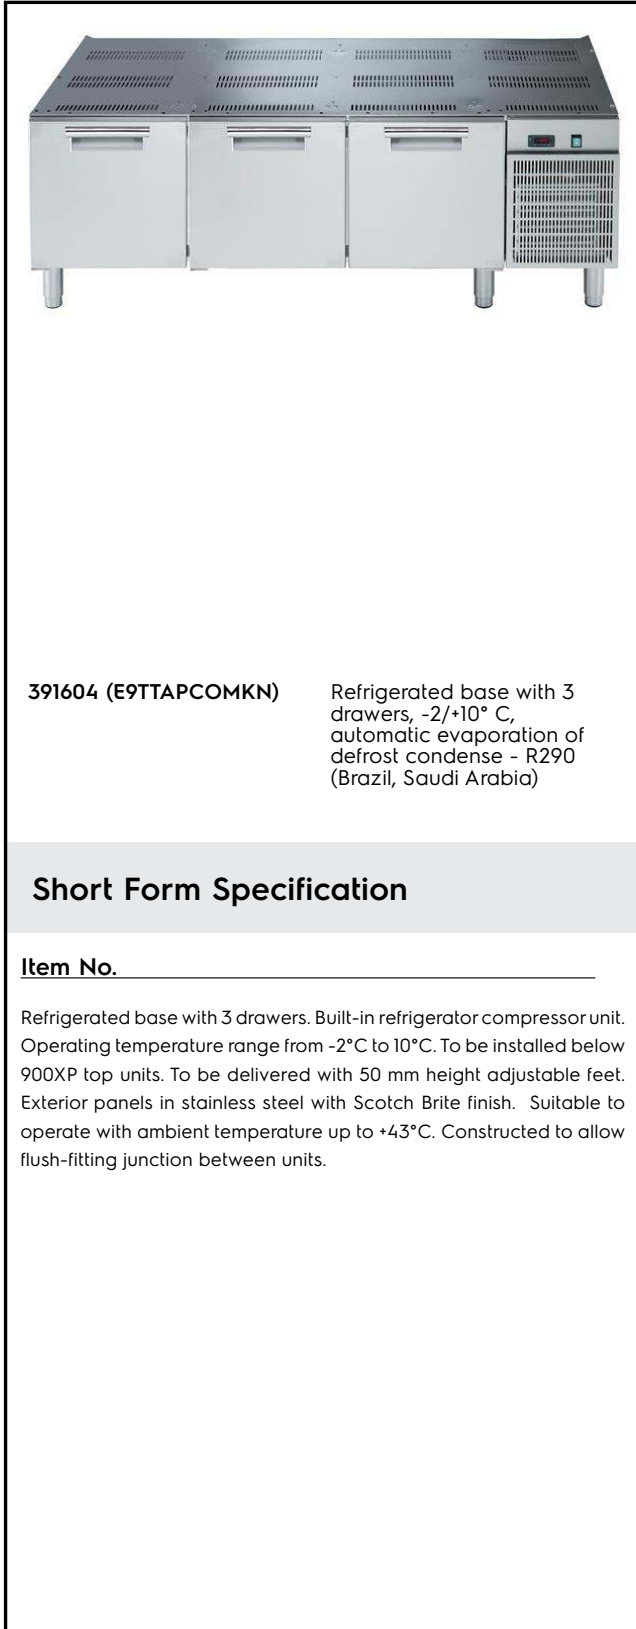 391604 (E9TTAPCOMKN)
Refrigerated base with 3
drawers, -2/+10° C,
automatic evaporation of
defrost condense - R290
(Brazil, Saudi Arabia)
Short Form Specification
Item No.
Refrigerated base with 3 drawers. Built-in refrigerator compressor unit.
Operating temperature range from -2°C to 10°C. To be installed below
900XP top units. To be delivered with 50 mm height adjustable feet.
Exterior panels in stainless steel with Scotch Brite finish. Suitable to
operate with ambient temperature up to +43°C. Constructed to allow
flush-fitting junction between units.